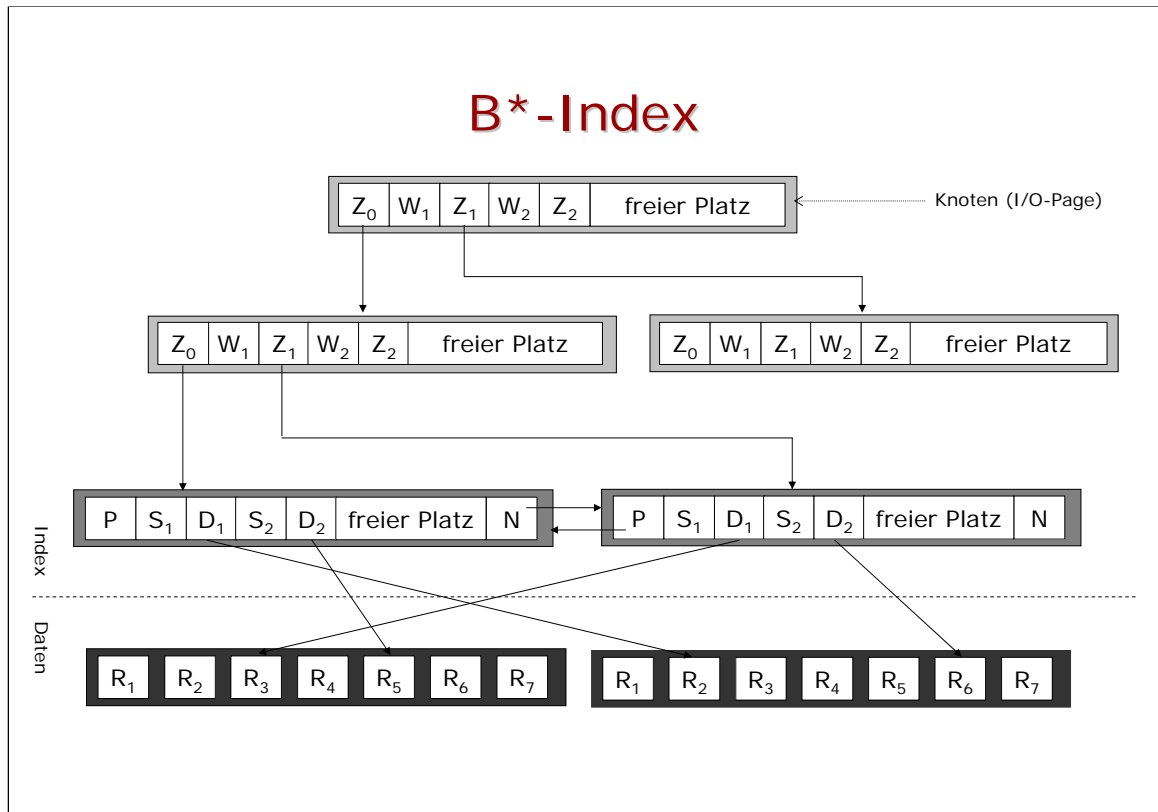 B*-Index
Z0 W1 Z1 W2 Z2 freier Platz
Knoten (I/O-Page)
Z0 W1 Z1 W2 Z2 freier Platz
Z0 W1 Z1 W2 Z2 freier Platz
P S1 D1 S2 D2 freier Platz N
P S1 D1 S2 D2 freier Platz N
Index
Daten
R1 R2 R3 R4 R5 R6 R7
R1 R2 R3 R4 R5 R6 R7